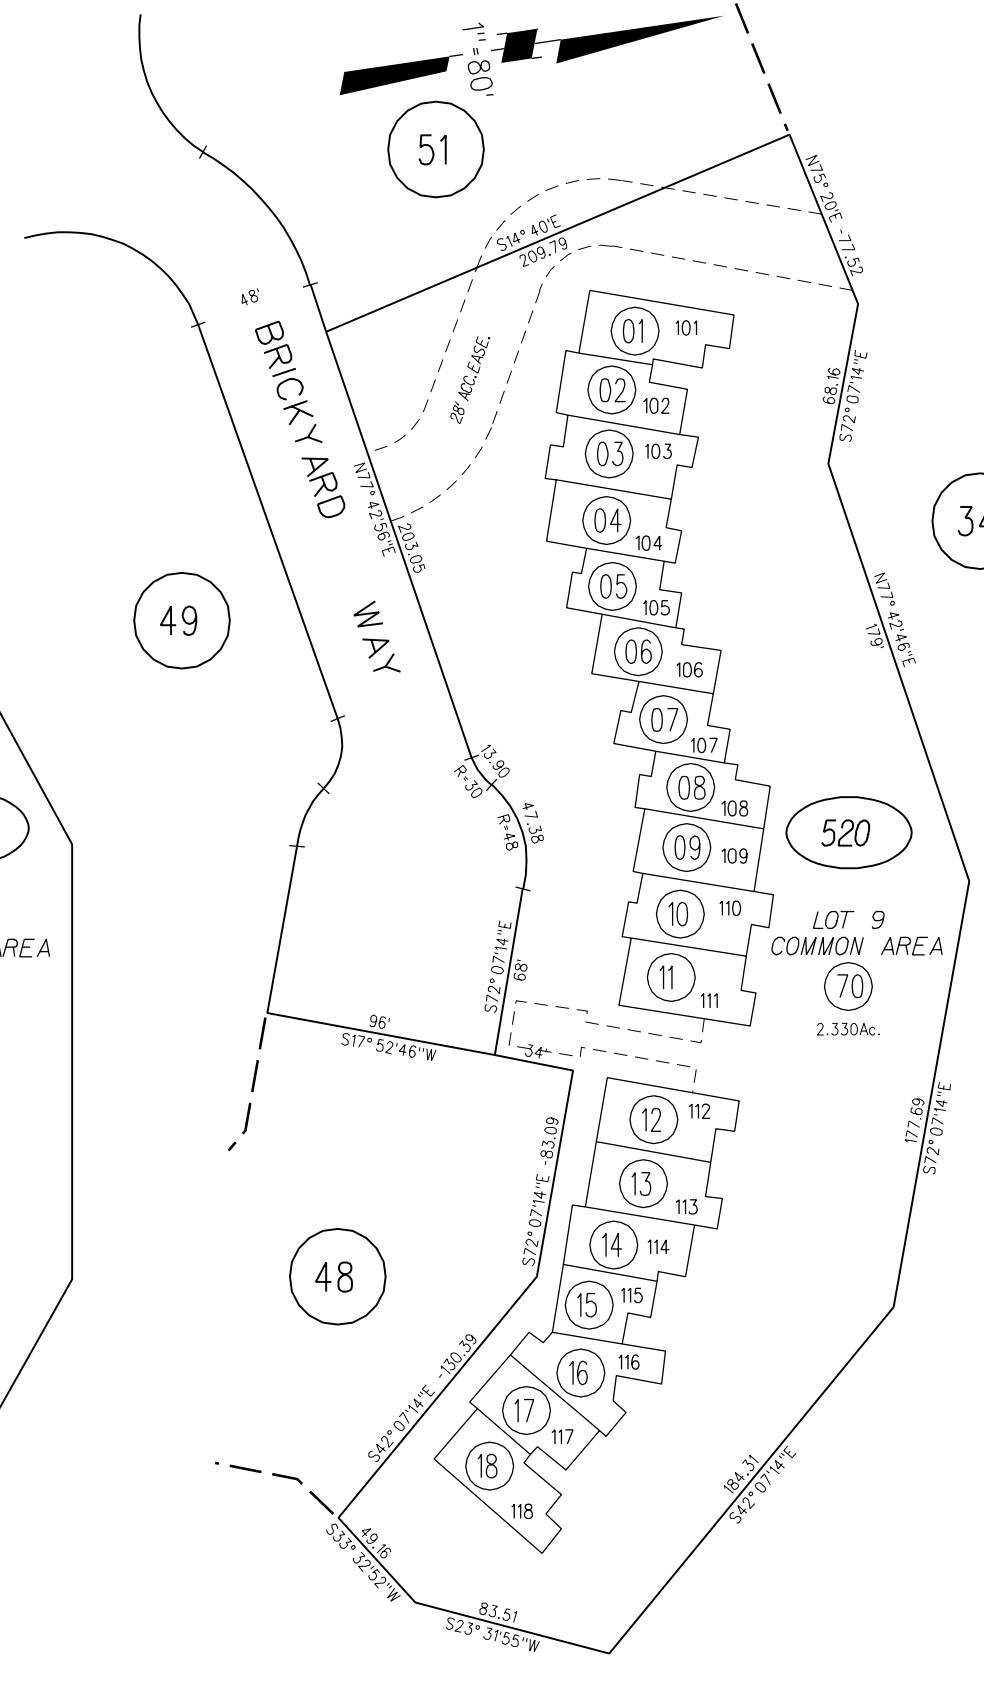 1"=80'
51
N75°20'E -77.52
S14°40'E
209.79
48'
BRICKYARD
WAY
28' ACC.EASE.
01 101
02 102
03 103
04 104
05 105
06 106
07 107
08 108
09 109
10 110
11 111
68.16
S72°07'14"E
N77°42'56"E
203.05
34
49
N77°42'46"E
179'
13.90
R=30
47.38
R=48
520
LOT 9
COMMON AREA
70
2.330Ac.
AREA
S72°07'14"E
68'
96'
S17°52'46"W
34'
12 112
13 113
14 114
15 115
16 116
17 117
18 118
177.69
S72°07'14"E
S72°07'14"E -83.09
48
S42°07'14"E -130.39
184.31
S42°07'14"E
49.16
S33°32'52"W
83.51
S23°31'55"W